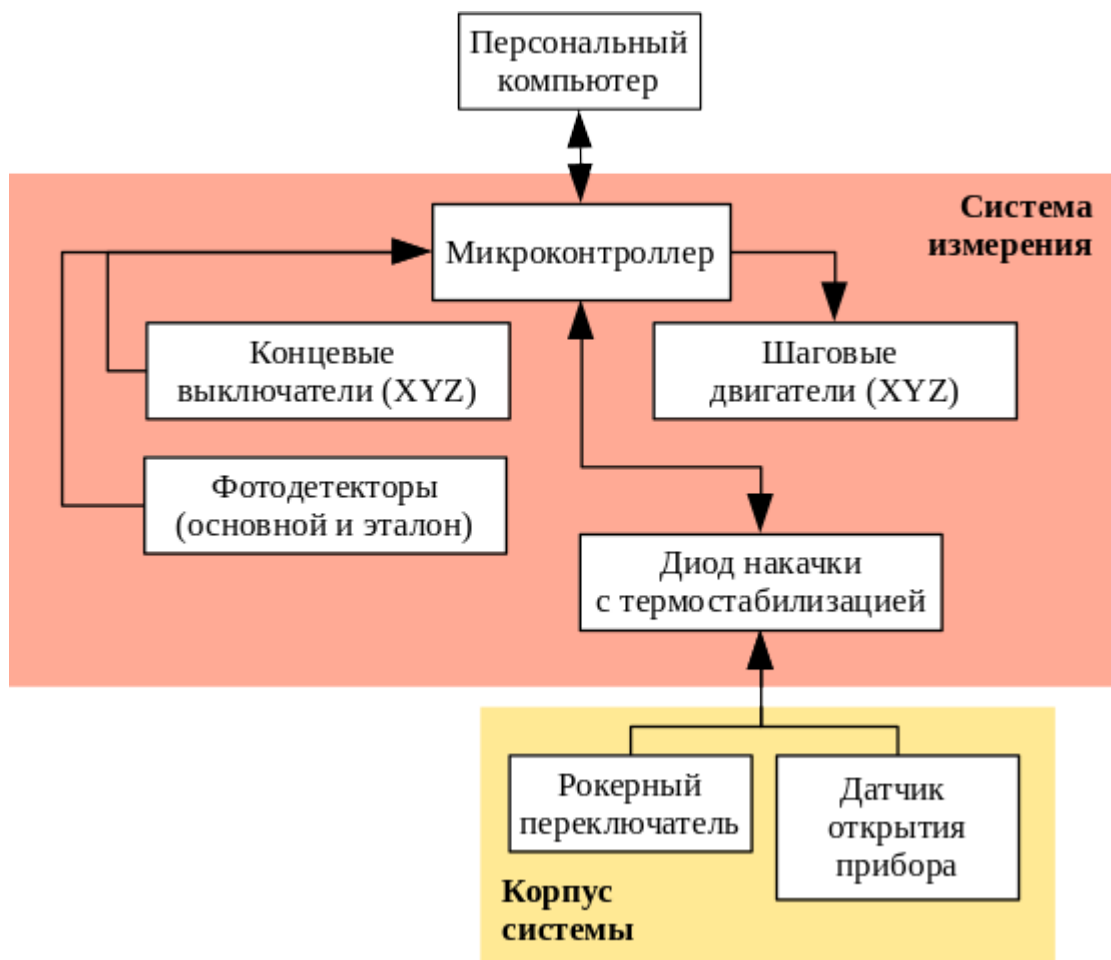 Персональный
компьютер
Система
измерения
Микроконтроллер
Концевые
выключатели (XYZ)
Шаговые
двигатели (XYZ)
Фотодетекторы
(основной и эталон)
Диод накачки
с термостабилизацией
Рокерный
переключатель
Датчик
открытия
прибора
Корпус
системы